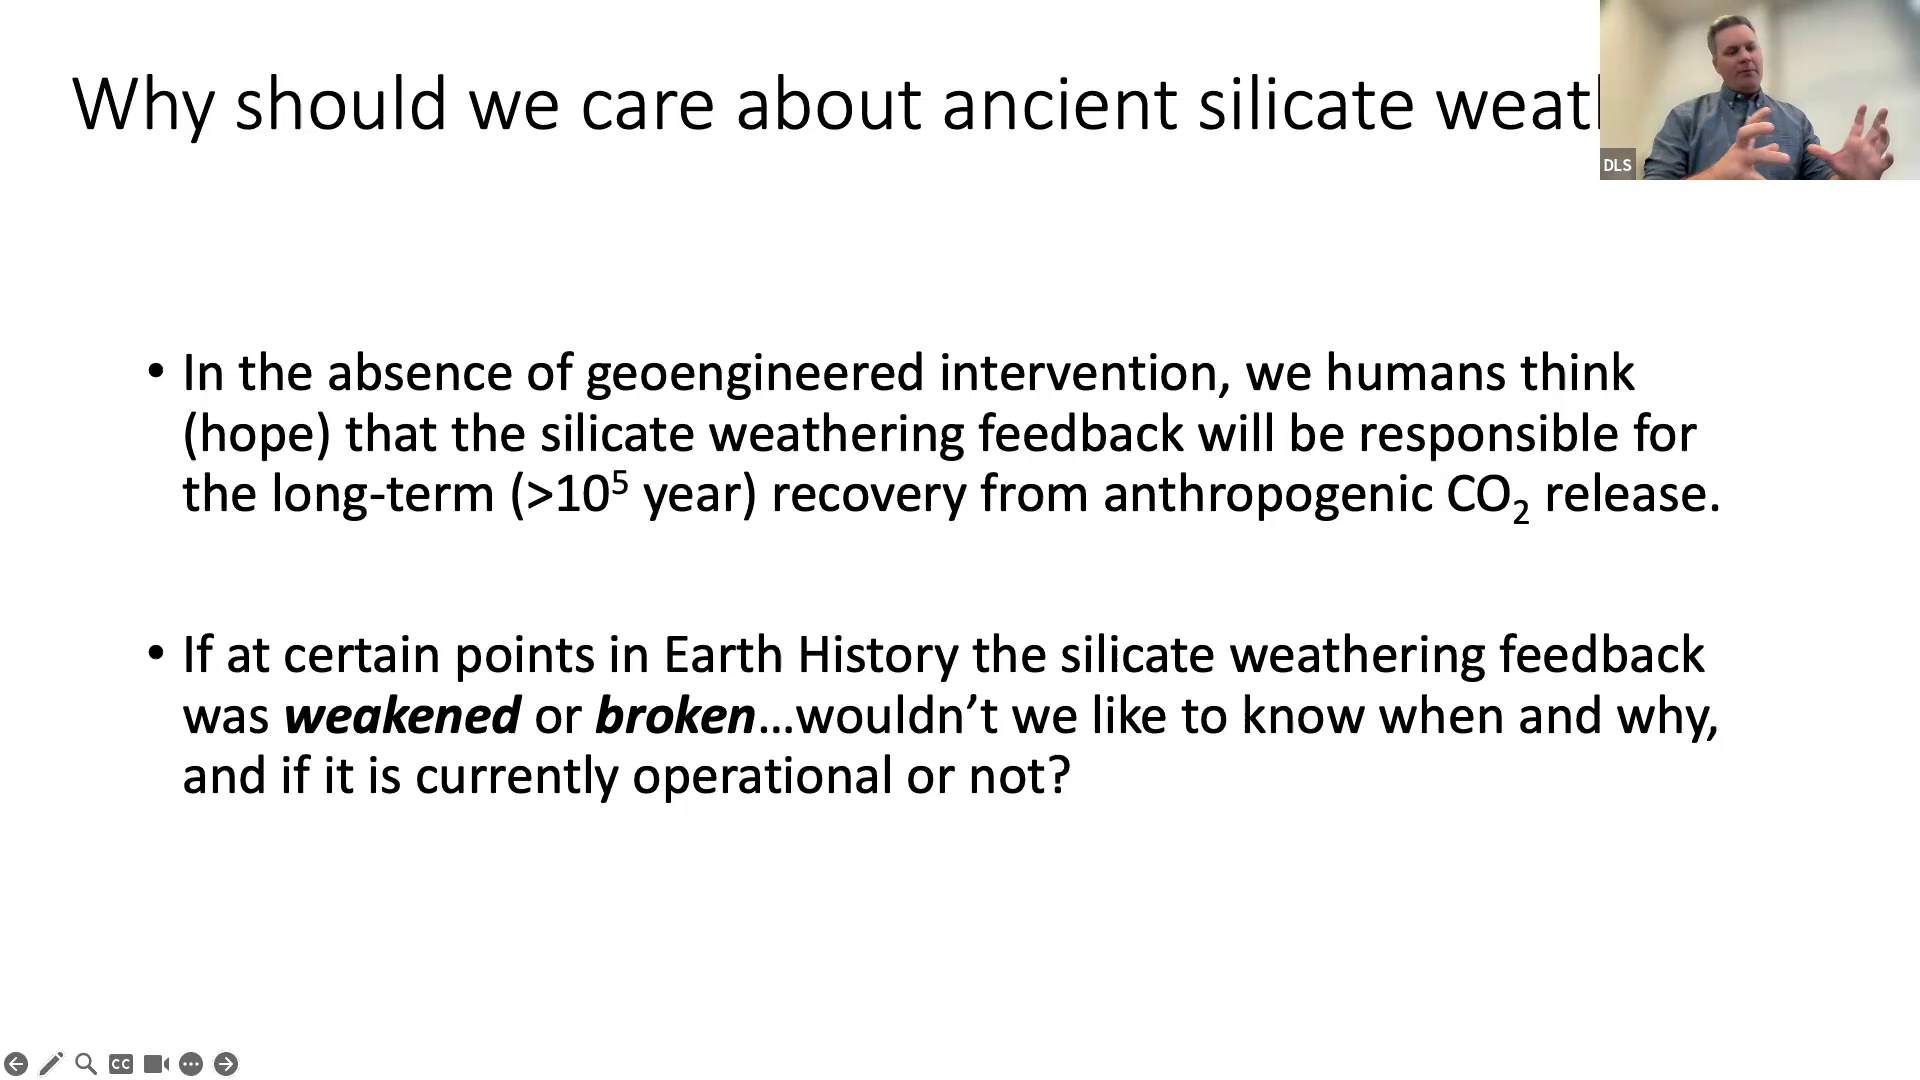 Why should we care about ancient silicate weat
DLS
• In the absence of geoengineered intervention, we humans think
(hope) that the silicate weathering feedback will be responsible for
the long-term (>10⁵ year) recovery from anthropogenic CO₂ release.
• If at certain points in Earth History the silicate weathering feedback
was weakened or broken…wouldn’t we like to know when and why,
and if it is currently operational or not?
CC